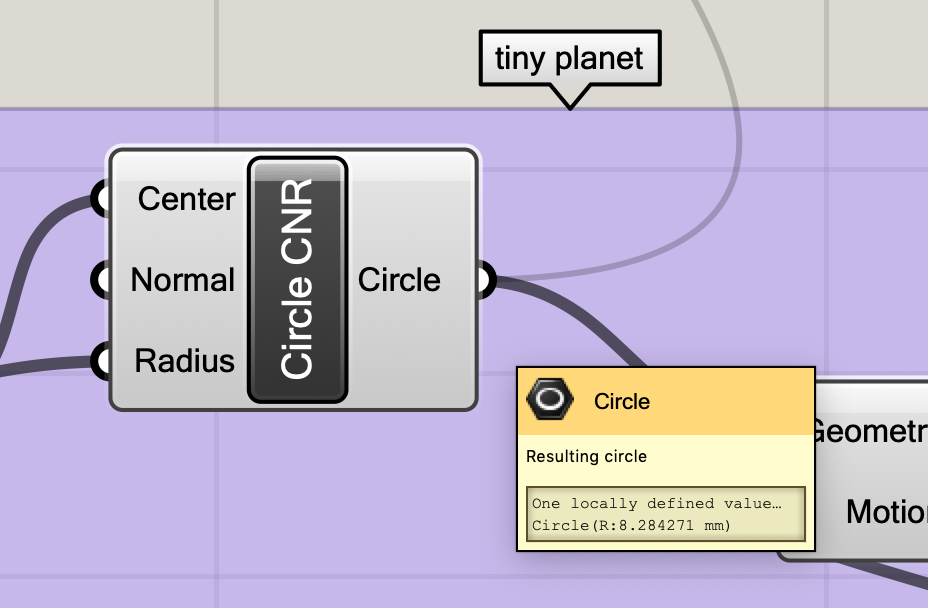 tiny planet
Center
Normal
Radius
Circle CNR
Circle
Circle
Resulting circle
One locally defined value…
Circle(R:8.284271 mm)
Geometr
Motio